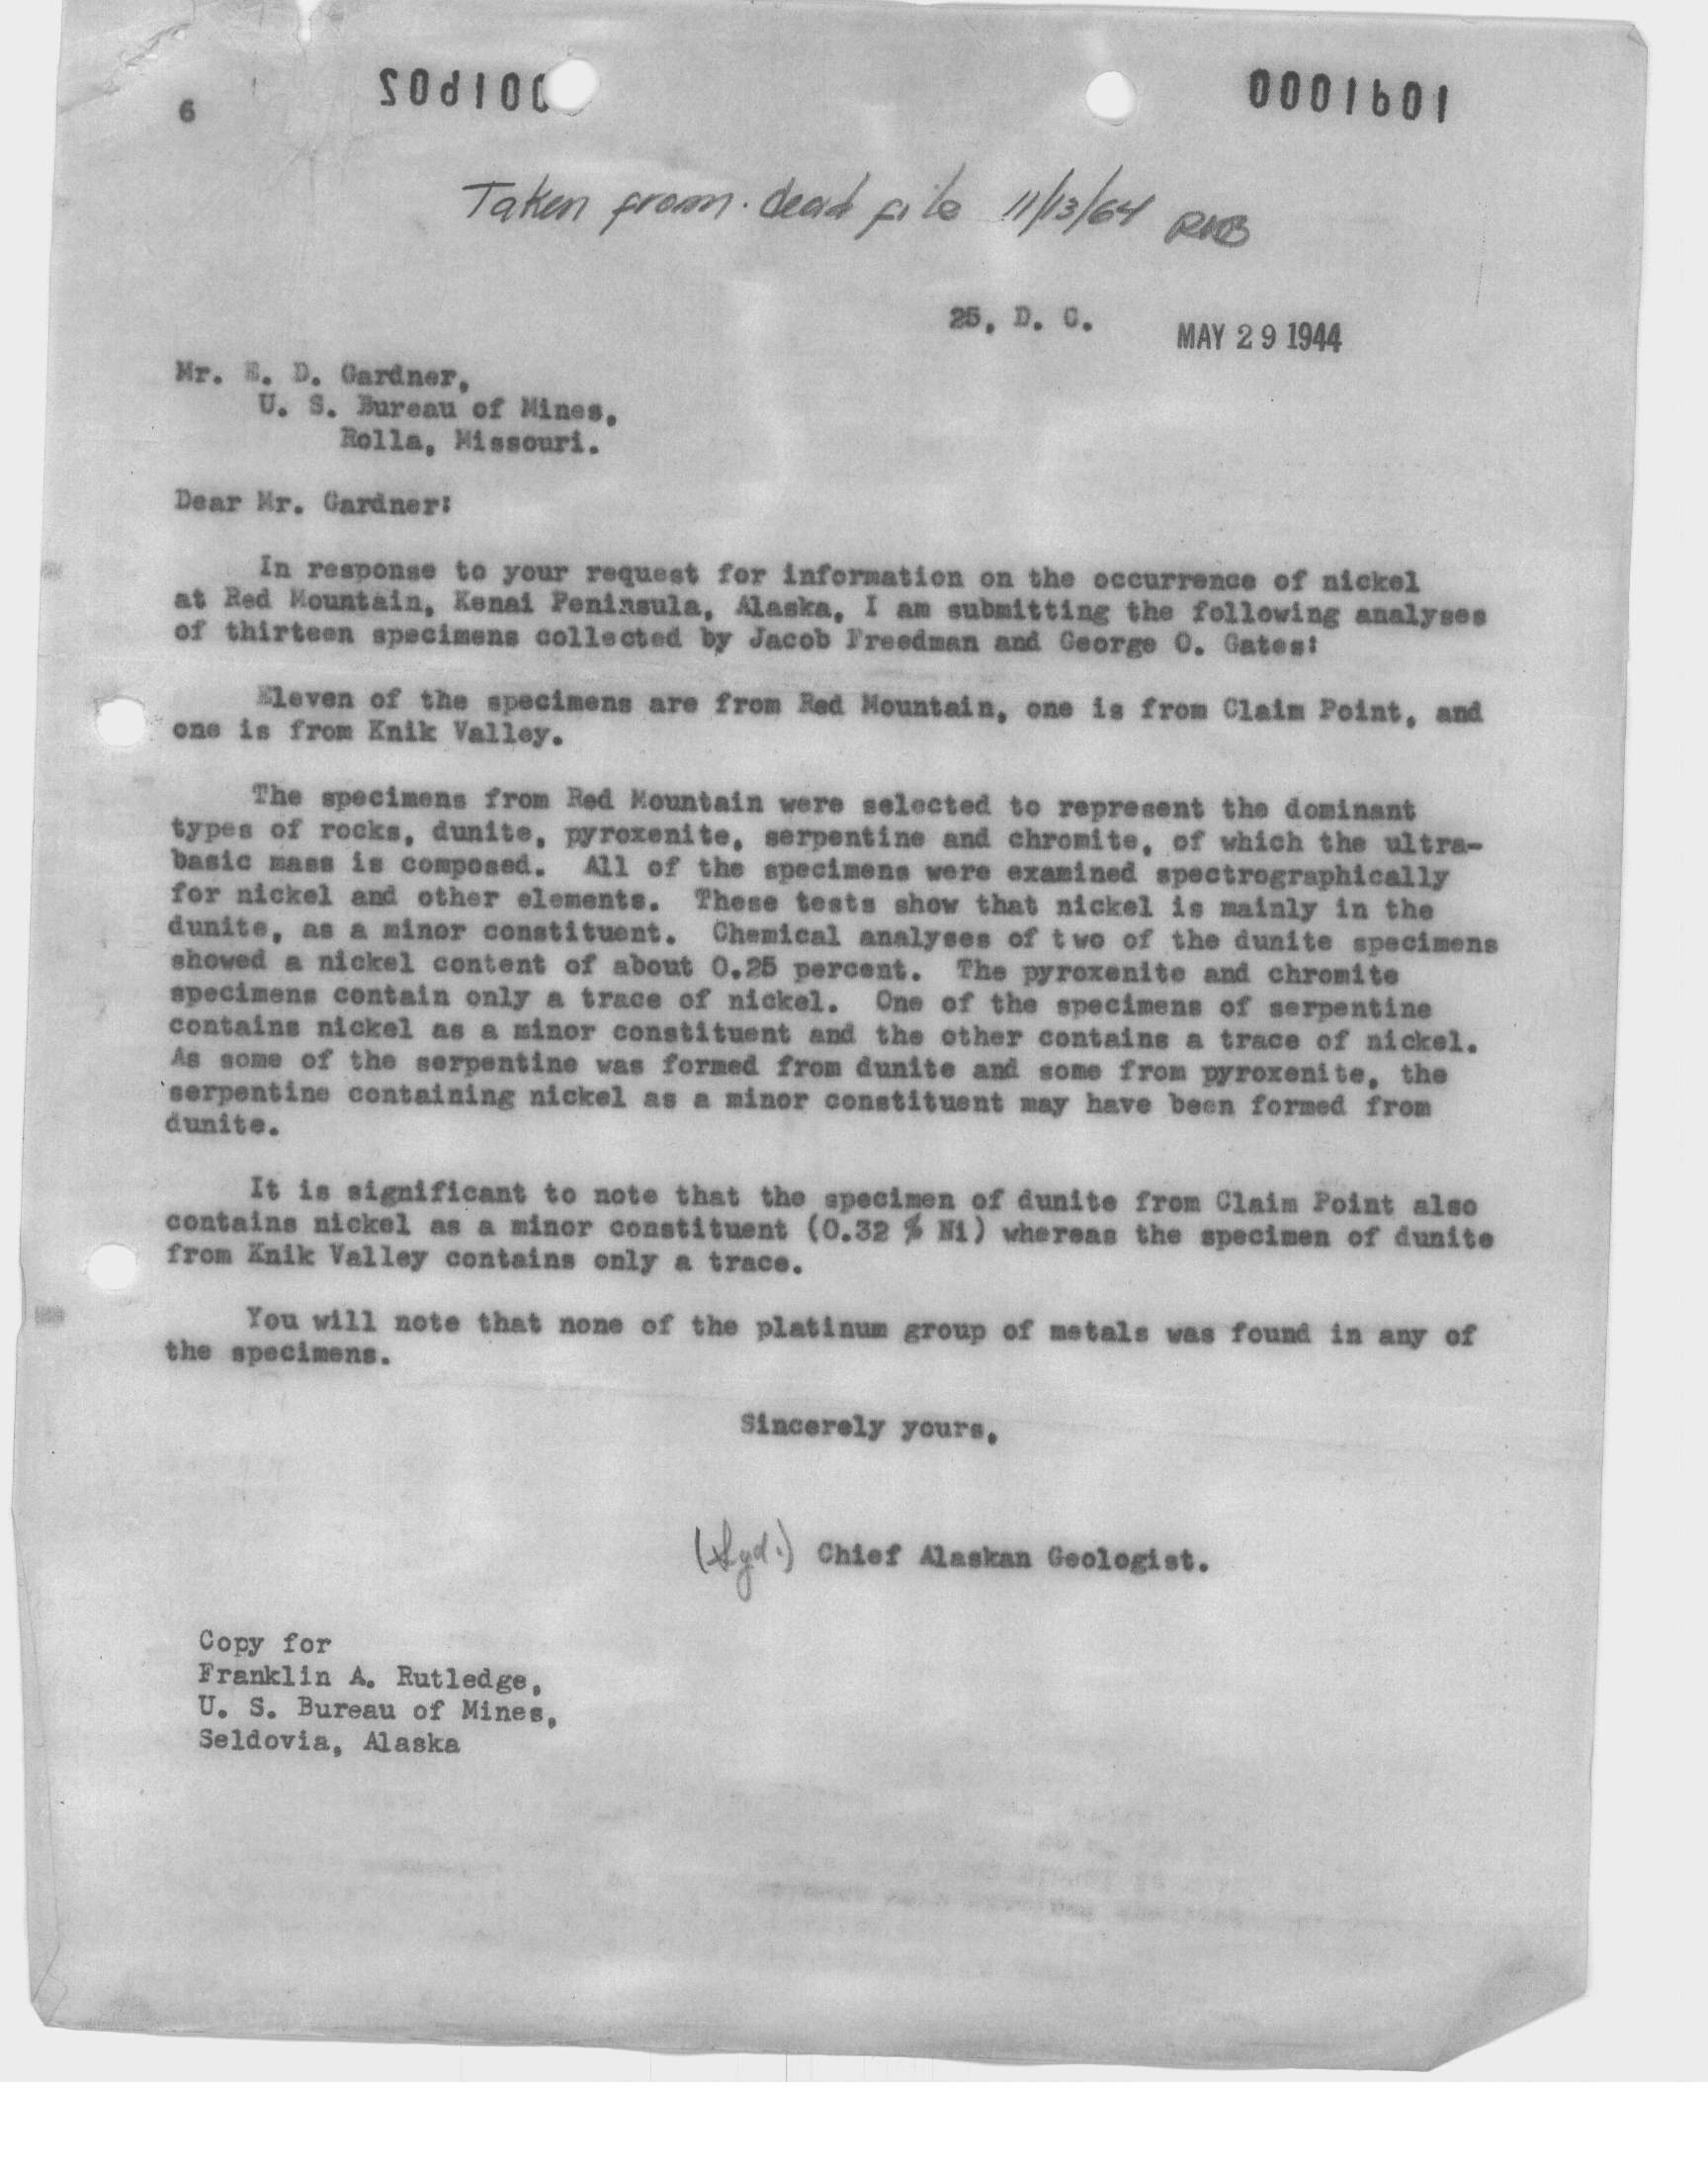 6
0001601
Taken from dead file 11/13/64 RKB
25, D. C. MAY 29 1944
Mr. E. D. Gardner,
U. S. Bureau of Mines,
Rolla, Missouri.
Dear Mr. Gardner:
In response to your request for information on the occurrence of nickel
at Red Mountain, Kenai Peninsula, Alaska, I am submitting the following analyses
of thirteen specimens collected by Jacob Freedman and George O. Gates:
Eleven of the specimens are from Red Mountain, one is from Claim Point, and
one is from Knik Valley.
The specimens from Red Mountain were selected to represent the dominant
types of rocks, dunite, pyroxenite, serpentine and chromite, of which the ultra-
basic mass is composed. All of the specimens were examined spectrographically
for nickel and other elements. These tests show that nickel is mainly in the
dunite, as a minor constituent. Chemical analyses of two of the dunite specimens
showed a nickel content of about 0.25 percent. The pyroxenite and chromite
specimens contain only a trace of nickel. One of the specimens of serpentine
contains nickel as a minor constituent and the other contains a trace of nickel.
As some of the serpentine was formed from dunite and some from pyroxenite, the
serpentine containing nickel as a minor constituent may have been formed from
dunite.
It is significant to note that the specimen of dunite from Claim Point also
contains nickel as a minor constituent (0.32 % Ni) whereas the specimen of dunite
from Knik Valley contains only a trace.
You will note that none of the platinum group of metals was found in any of
the specimens.
Sincerely yours,
(Sgd.) Chief Alaskan Geologist.
Copy for
Franklin A. Rutledge,
U. S. Bureau of Mines,
Seldovia, Alaska